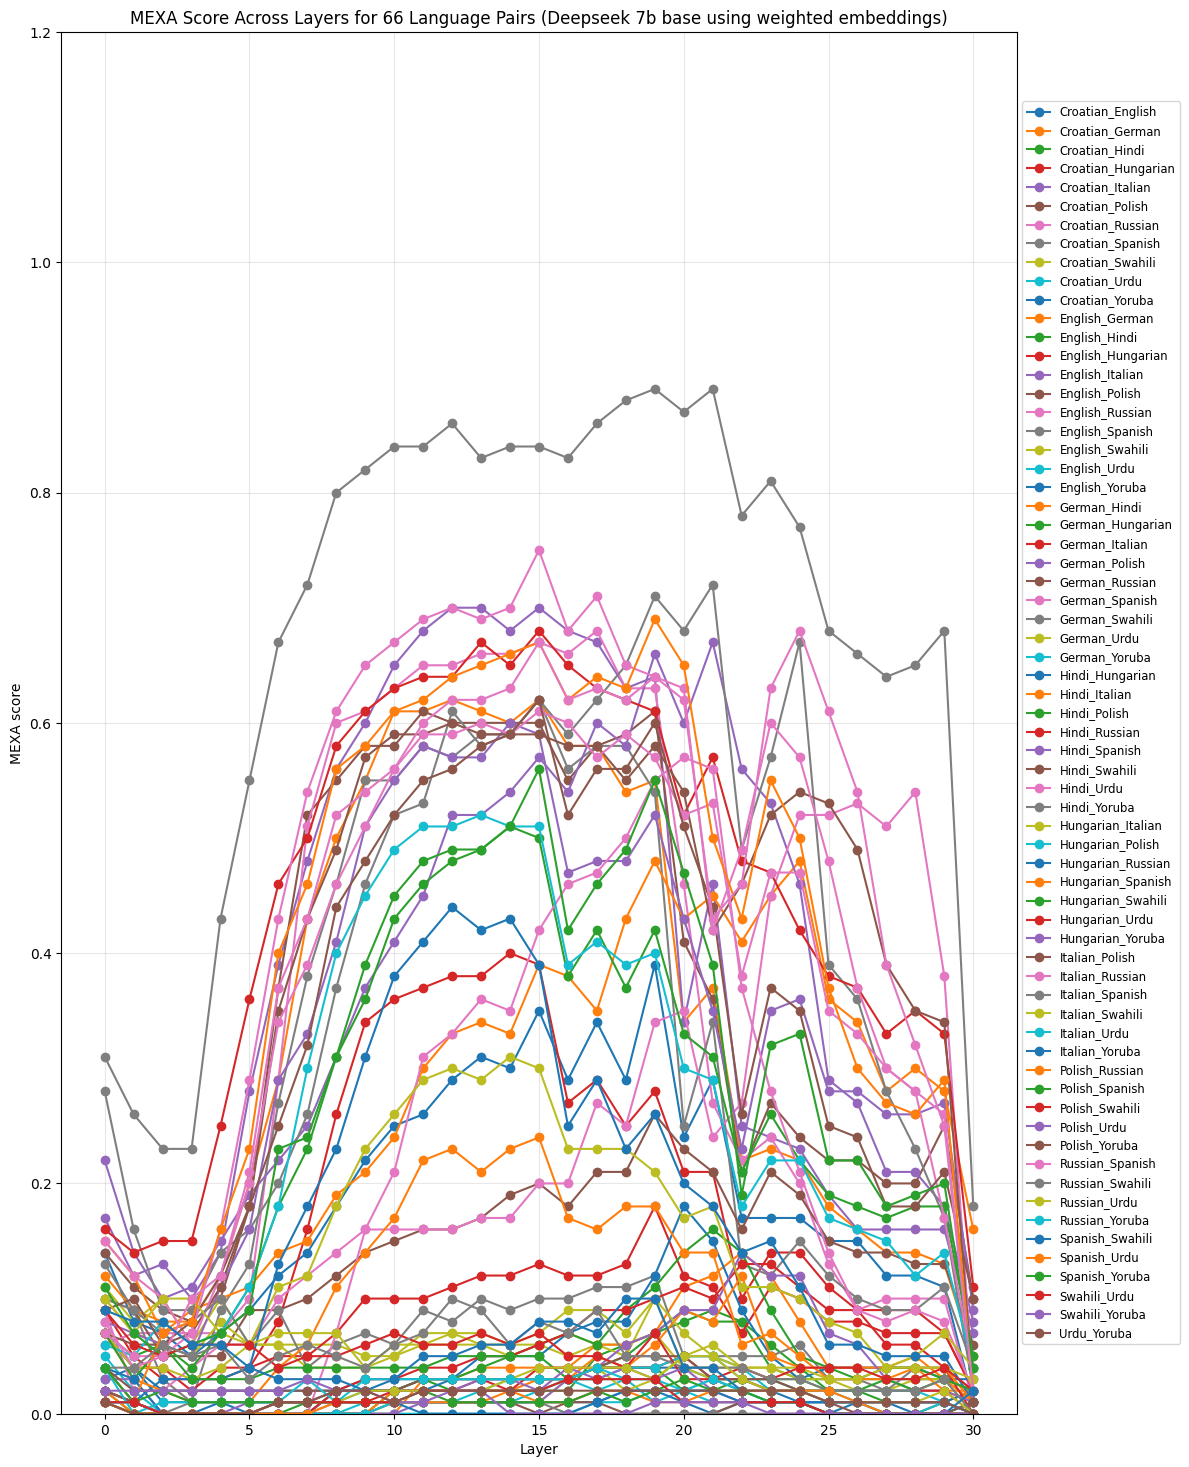 MEXA Score Across Layers for 66 Language Pairs (Deepseek 7b base using weighted embeddings)
MEXA score
1.2
1.0
0.8
0.6
0.4
0.2
0.0
0 5 10 15 20 25 30
Layer
Croatian_English
Croatian_German
Croatian_Hindi
Croatian_Hungarian
Croatian_Italian
Croatian_Polish
Croatian_Russian
Croatian_Spanish
Croatian_Swahili
Croatian_Urdu
Croatian_Yoruba
English_German
English_Hindi
English_Hungarian
English_Italian
English_Polish
English_Russian
English_Spanish
English_Swahili
English_Urdu
English_Yoruba
German_Hindi
German_Hungarian
German_Italian
German_Polish
German_Russian
German_Spanish
German_Swahili
German_Urdu
German_Yoruba
Hindi_Hungarian
Hindi_Italian
Hindi_Polish
Hindi_Russian
Hindi_Spanish
Hindi_Swahili
Hindi_Urdu
Hindi_Yoruba
Hungarian_Italian
Hungarian_Polish
Hungarian_Russian
Hungarian_Spanish
Hungarian_Swahili
Hungarian_Urdu
Hungarian_Yoruba
Italian_Polish
Italian_Russian
Italian_Spanish
Italian_Swahili
Italian_Urdu
Italian_Yoruba
Polish_Russian
Polish_Spanish
Polish_Swahili
Polish_Urdu
Polish_Yoruba
Russian_Spanish
Russian_Swahili
Russian_Urdu
Russian_Yoruba
Spanish_Swahili
Spanish_Urdu
Spanish_Yoruba
Swahili_Urdu
Swahili_Yoruba
Urdu_Yoruba